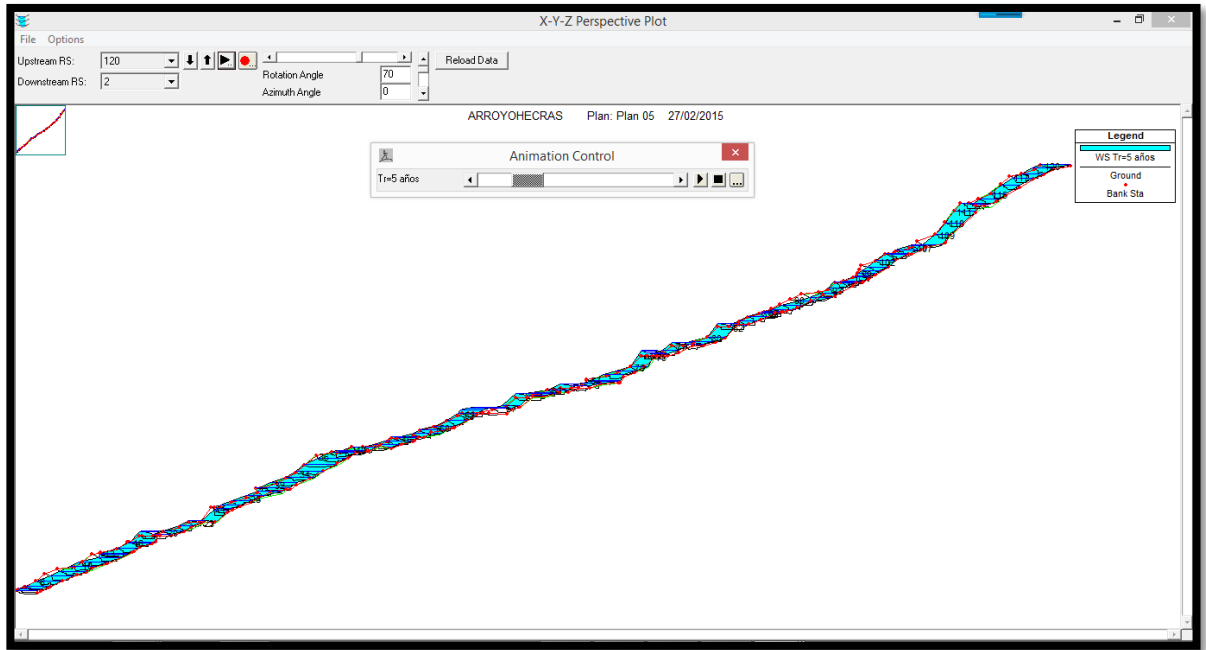 X-Y-Z Perspective Plot
File Options
Upstream RS: 120
Downstream RS: 2
Rotation Angle 70
Azimuth Angle 0
Reload Data
ARROYOHECRAS Plan: Plan 05 27/02/2015
Animation Control
Tr=5 años
Legend
WS Tr=5 años
Ground
Bank Sta